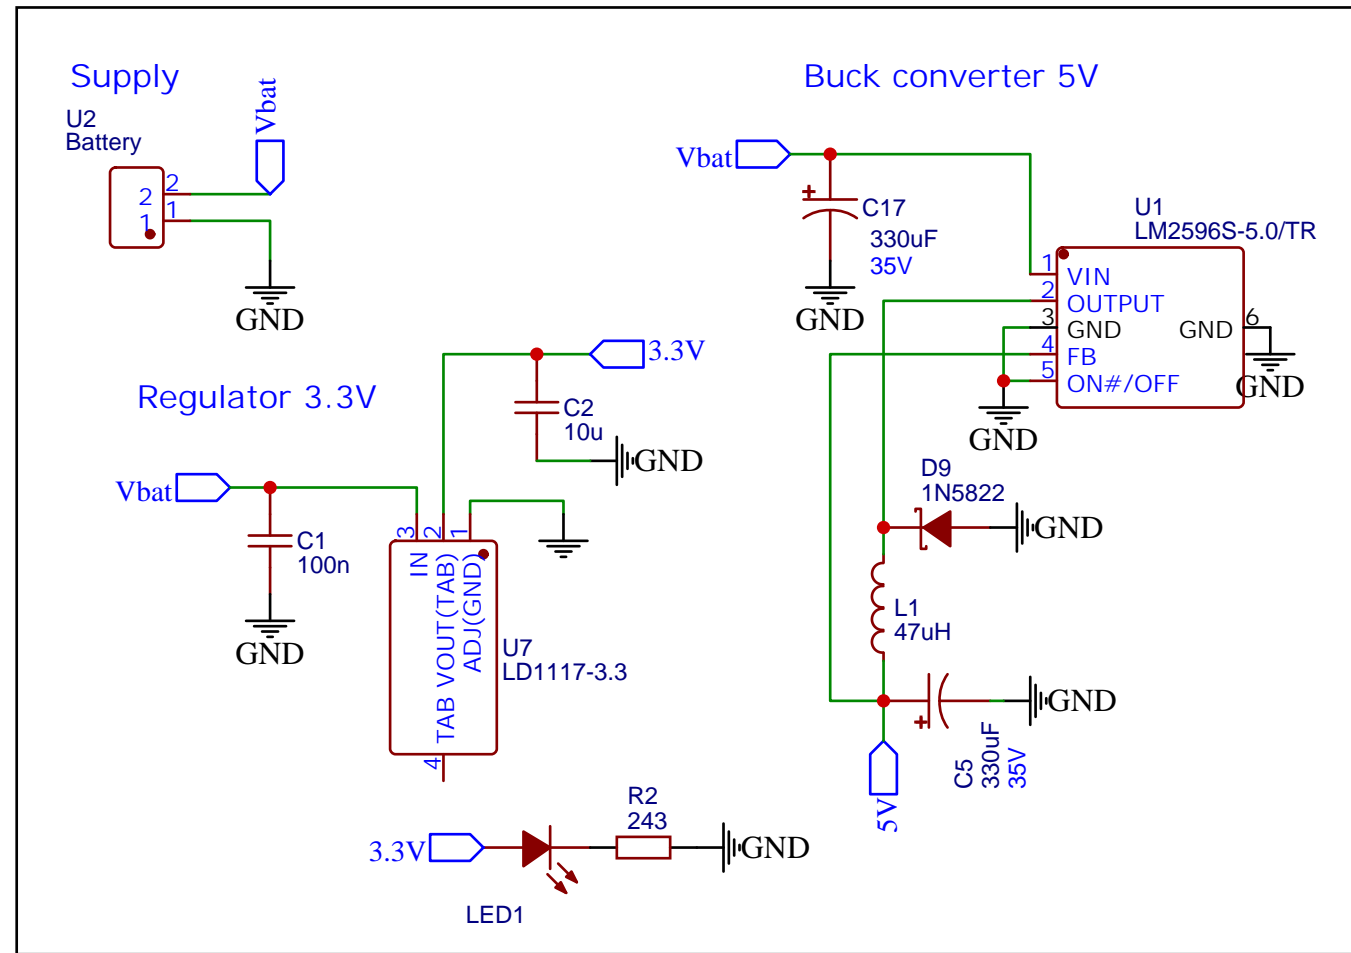 Supply
U2
Battery
2
1
2
1
Vbat
GND
Buck converter 5V
Vbat
C17
330uF
35V
GND
U1
LM2596S-5.0/TR
1
VIN
2
OUTPUT
3
GND
4
FB
5
ON#/OFF
GND
6
GND
GND
D9
1N5822
GND
L1
47uH
C5
330uF
35V
GND
5V
Regulator 3.3V
3.3V
C2
10u
GND
Vbat
C1
100n
GND
3
2
1
IN
TAB VOUT(TAB)
ADJ(GND)
4
U7
LD1117-3.3
3.3V
LED1
R2
243
GND